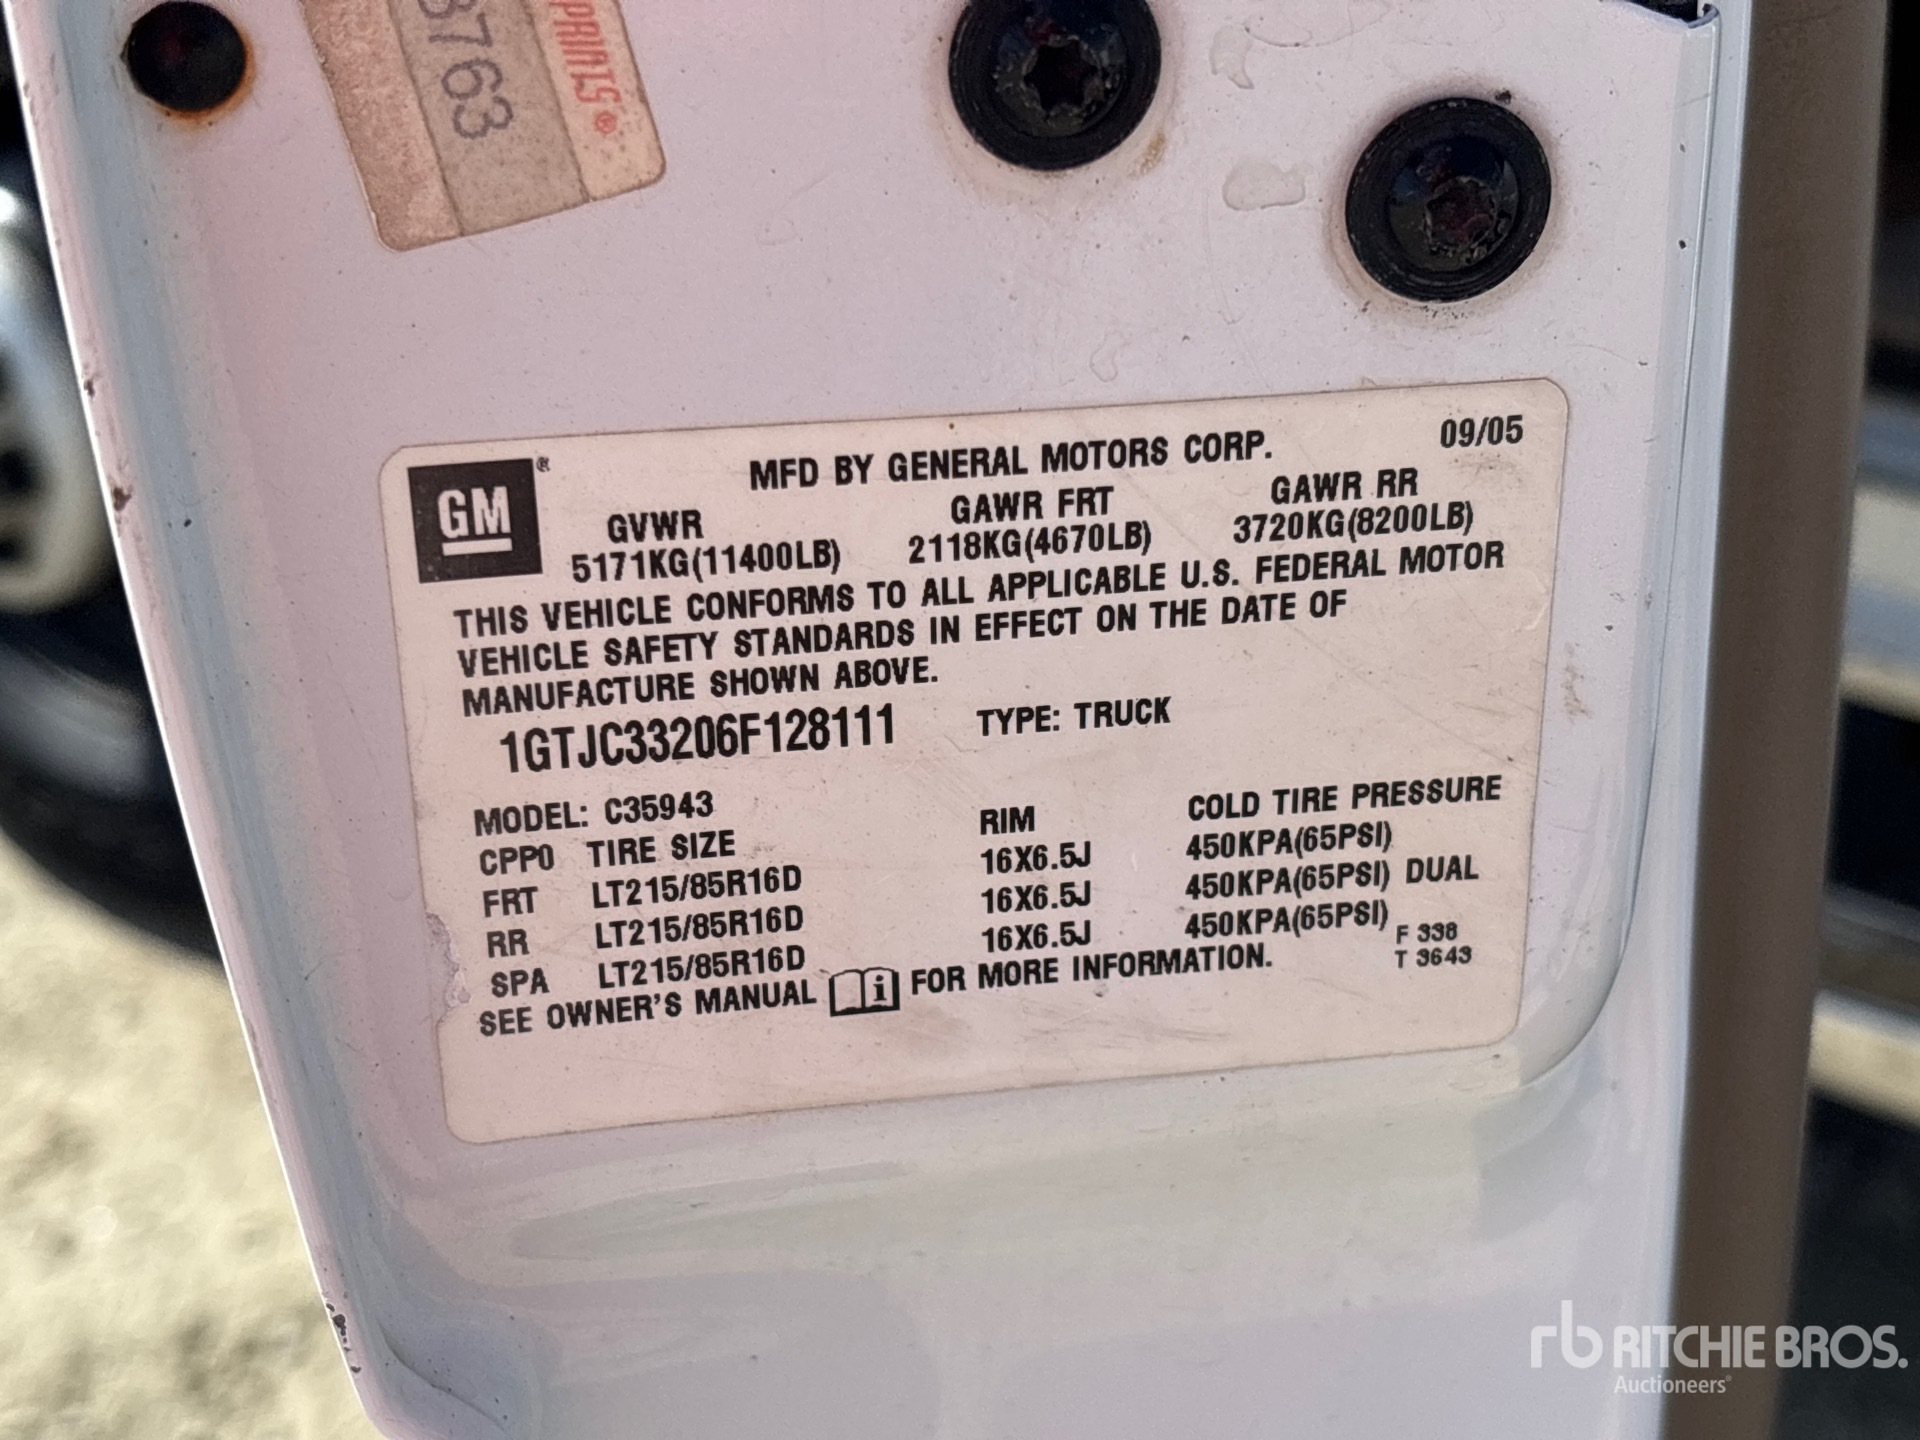 8763
PRINTS®
GM®
MFD BY GENERAL MOTORS CORP.
09/05
GVWR GAWR FRT GAWR RR
5171KG(11400LB) 2118KG(4670LB) 3720KG(8200LB)
THIS VEHICLE CONFORMS TO ALL APPLICABLE U.S. FEDERAL MOTOR
VEHICLE SAFETY STANDARDS IN EFFECT ON THE DATE OF
MANUFACTURE SHOWN ABOVE.
1GTJC33206F128111 TYPE: TRUCK
MODEL: C35943
CPP0 TIRE SIZE RIM COLD TIRE PRESSURE
FRT LT215/85R16D 16X6.5J 450KPA(65PSI)
RR LT215/85R16D 16X6.5J 450KPA(65PSI) DUAL
SPA LT215/85R16D 16X6.5J 450KPA(65PSI)
SEE OWNER'S MANUAL i FOR MORE INFORMATION.
F 338
T 3643
rb RITCHIE BROS.
Auctioneers®